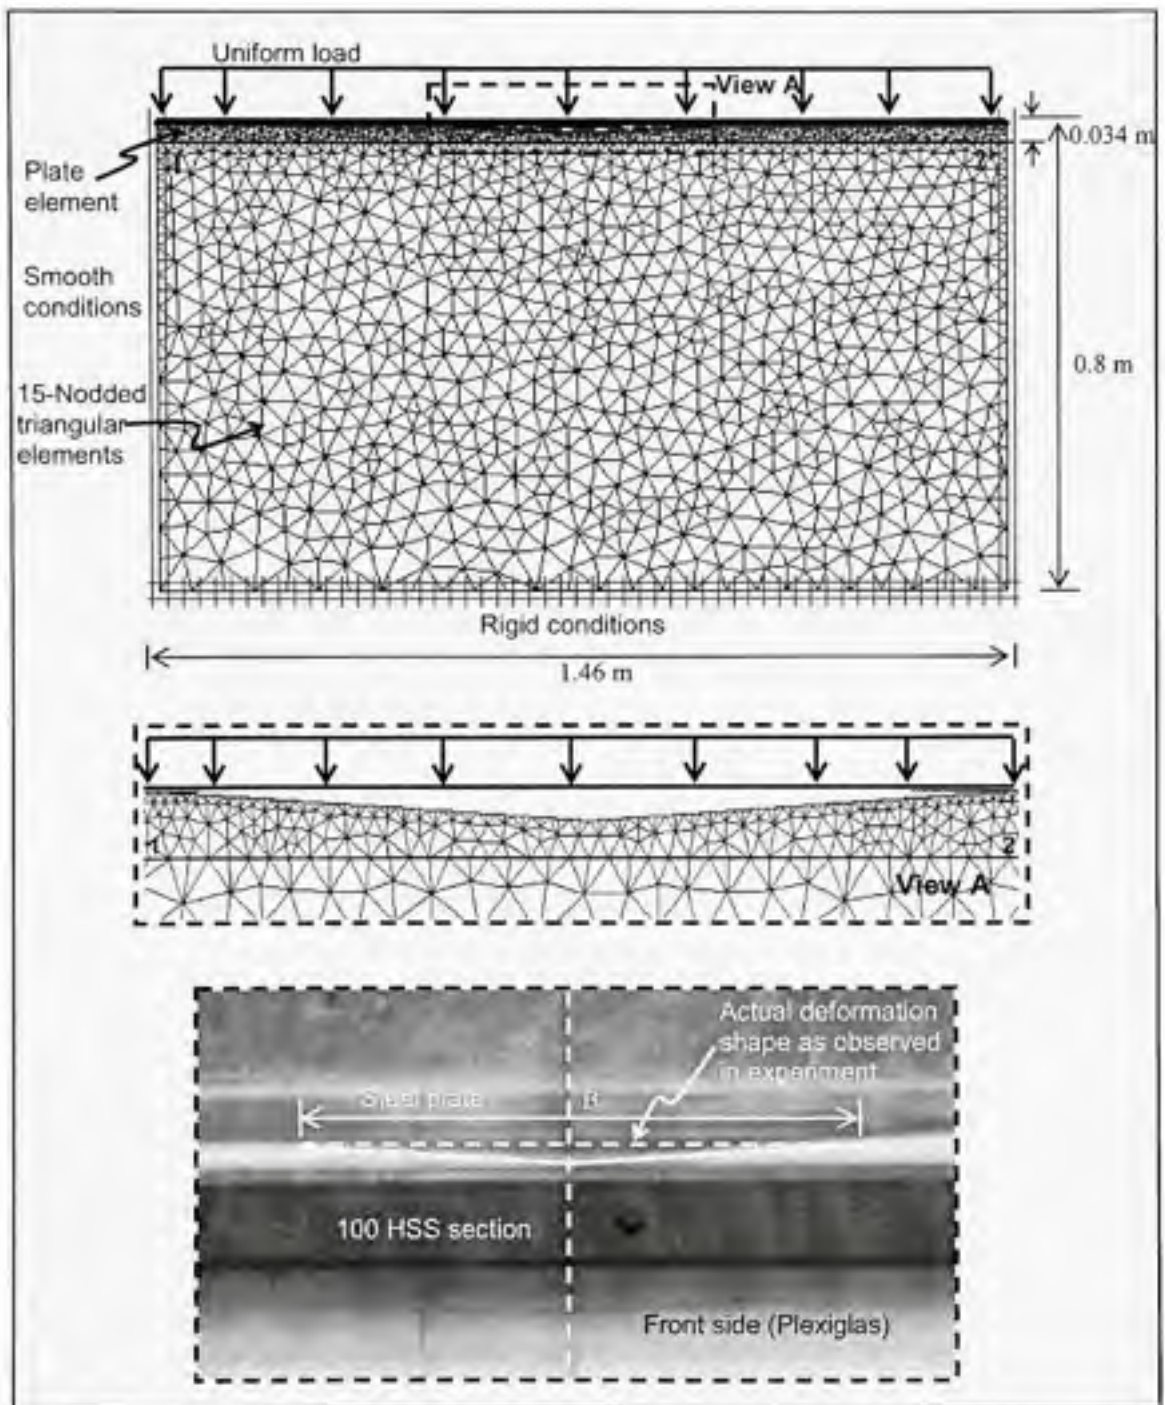 Uniform load
View A
0.034 m
Plate
element
1
2
Smooth
conditions
0.8 m
15-Nodded
triangular
elements
Rigid conditions
1.46 m
1
2
View A
Actual deformation
shape as observed
in experiment
Steel plate
B
100 HSS section
Front side (Plexiglas)